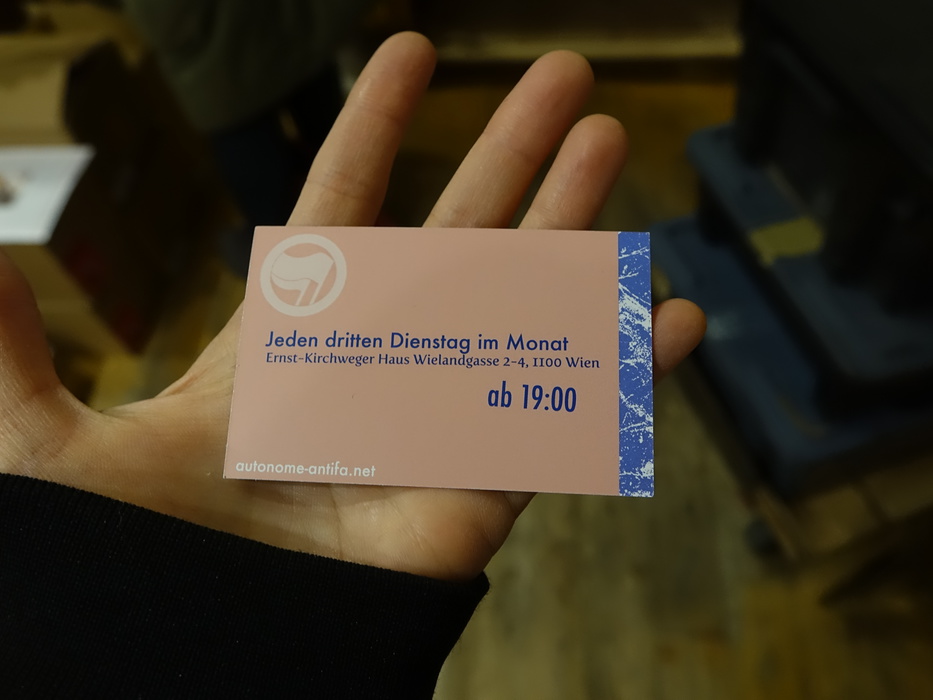 Jeden dritten Dienstag im Monat
Ernst-Kirchweger Haus Wielandgasse 2-4, 1100 Wien
ab 19:00
autonome-antifa.net